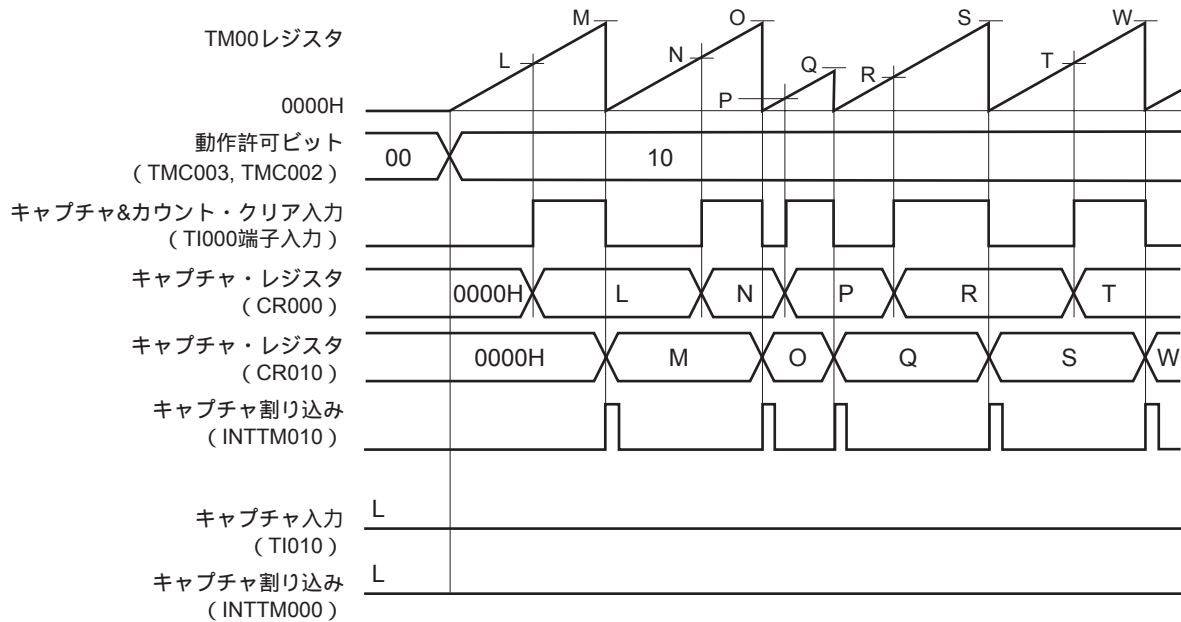 M O S W
L N Q R T
P
TM00レジスタ
0000H
動作許可ビット
（TMC003, TMC002）
00 10
キャプチャ&カウント・クリア入力
（TI000端子入力）
キャプチャ・レジスタ
（CR000）
0000H L N P R T
キャプチャ・レジスタ
（CR010）
0000H M O Q S W
キャプチャ割り込み
（INTTM010）
キャプチャ入力
（TI010）
L
キャプチャ割り込み
（INTTM000）
L